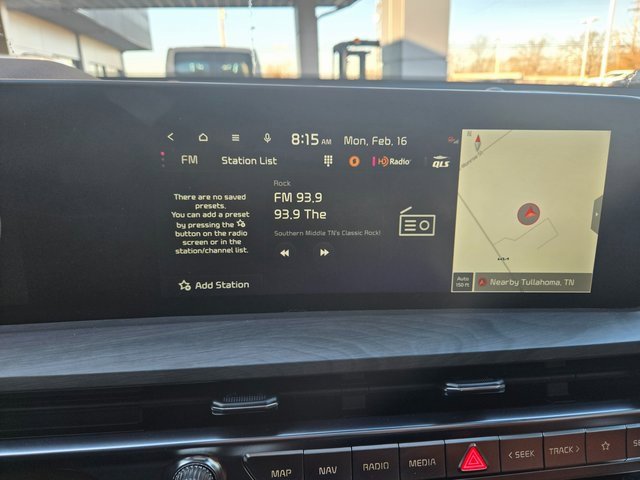 8:15 AM Mon, Feb, 16
FM Station List HD Radio QLS
There are no saved
presets.
You can add a preset
by pressing the
button on the radio
screen or in the
station/channel list.
Add Station
Rock
FM 93.9
93.9 The
Southern Middle TN's Classic Rock!
N
Auto
150 ft
Nearby Tullahoma, TN
MAP NAV RADIO MEDIA < SEEK TRACK >